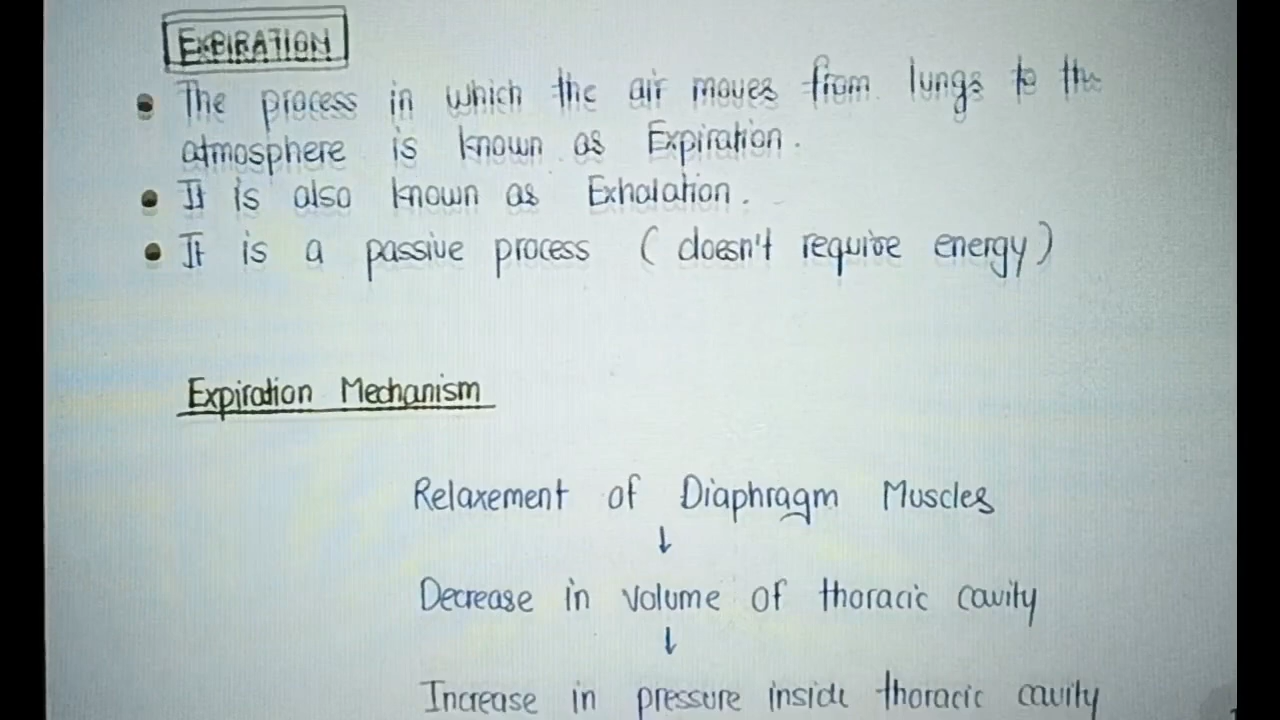 EXPIRATION
• The process in which the air moves from lungs to the
atmosphere is known as Expiration.
• It is also known as Exhalation.
• It is a passive process (doesn't require energy)
Expiration Mechanism
Relaxement of Diaphragm Muscles
↓
Decrease in volume of thoracic cavity
↓
Increase in pressure inside thoracic cavity